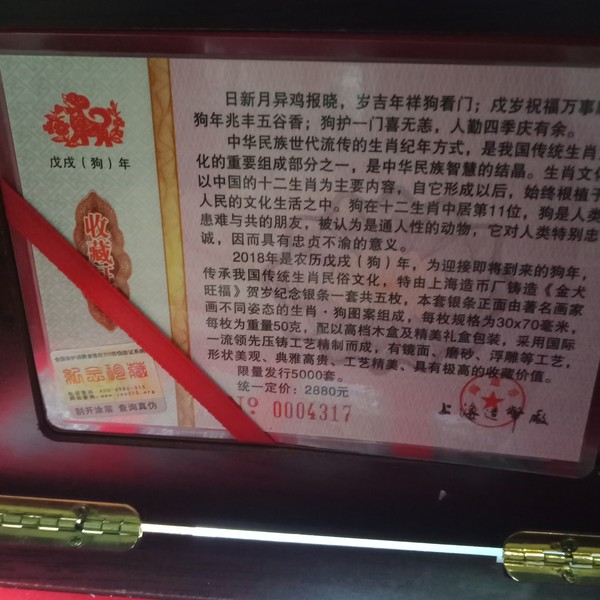 戊戌(狗)年
收藏证
刮开涂层 查询真伪
日新月异鸡报晓，岁吉年祥狗看门；戌岁祝福万事
狗年兆丰五谷香；狗护一门喜无恙，人勤四季庆有余。
中华民族世代流传的生肖纪年方式，是我国传统生肖
化的重要组成部分之一，是中华民族智慧的结晶。生肖文
以中国的十二生肖为主要内容，自它形成以后，始终根植于
人民的文化生活之中。狗在十二生肖中居第11位，狗是人类
患难与共的朋友，被认为是通人性的动物，它对人类特别忠
诚，因而具有忠贞不渝的意义。
2018年是农历戊戌(狗)年，为迎接即将到来的狗年，
传承我国传统生肖民俗文化，特由上海造币厂铸造《金犬
旺福》贺岁纪念银条一套共五枚，本套银条正面由著名画家
画不同姿态的生肖·狗图案组成，每枚规格为30x70毫米，
每枚为重量50克，配以高档木盒及精美礼盒包装，采用国际
一流领先压铸工艺精制而成，有镜面、磨砂、浮雕等工艺，
形状美观、典雅高贵、工艺精美、具有极高的收藏价值。
限量发行5000套。
统一定价：2880元
No 0004317
上海造币厂